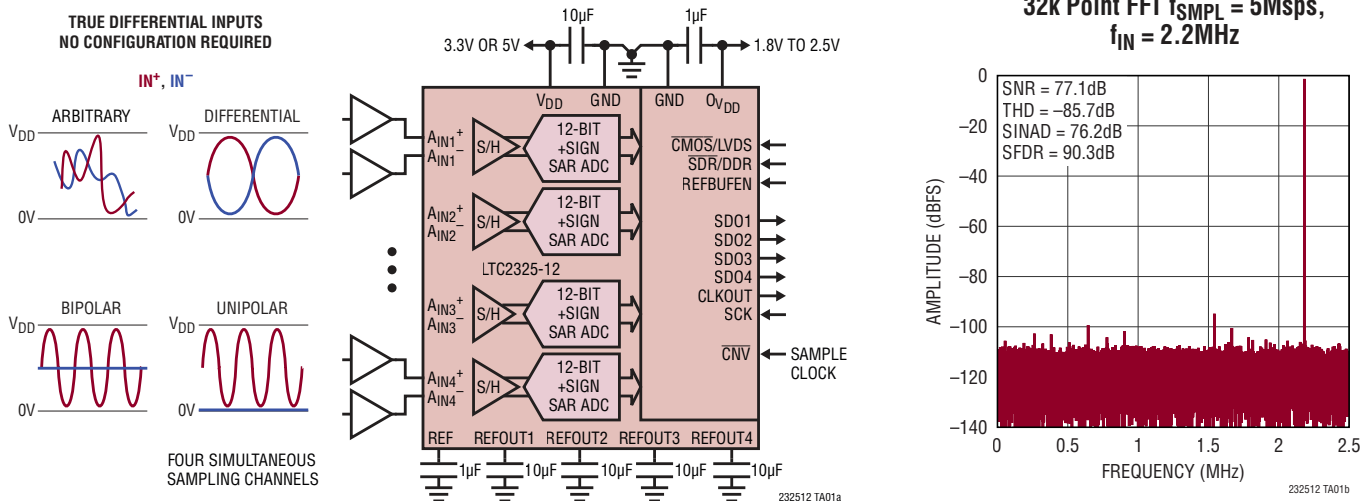 TRUE DIFFERENTIAL INPUTS
NO CONFIGURATION REQUIRED
IN+, IN−
ARBITRARY
VDD
0V
DIFFERENTIAL
VDD
0V
BIPOLAR
VDD
0V
UNIPOLAR
VDD
0V
FOUR SIMULTANEOUS
SAMPLING CHANNELS
10µF
1µF
3.3V OR 5V
1.8V TO 2.5V
VDD
GND
GND
OVDD
AIN1+
AIN1−
S/H
12-BIT
+SIGN
SAR ADC
AIN2+
AIN2−
S/H
12-BIT
+SIGN
SAR ADC
LTC2325-12
AIN3+
AIN3−
S/H
12-BIT
+SIGN
SAR ADC
AIN4+
AIN4−
S/H
12-BIT
+SIGN
SAR ADC
CMOS/LVDS
SDR/DDR
REFBUFEN
SDO1
SDO2
SDO3
SDO4
CLKOUT
SCK
CNV
SAMPLE
CLOCK
REF
REFOUT1
REFOUT2
REFOUT3
REFOUT4
1µF
10µF
10µF
10µF
10µF
232512 TA01a
32k Point FFT fSMPL = 5Msps,
fIN = 2.2MHz
SNR = 77.1dB
THD = –85.7dB
SINAD = 76.2dB
SFDR = 90.3dB
AMPLITUDE (dBFS)
0
–20
–40
–60
–80
–100
–120
–140
0
0.5
1
1.5
2
2.5
FREQUENCY (MHz)
232512 TA01b